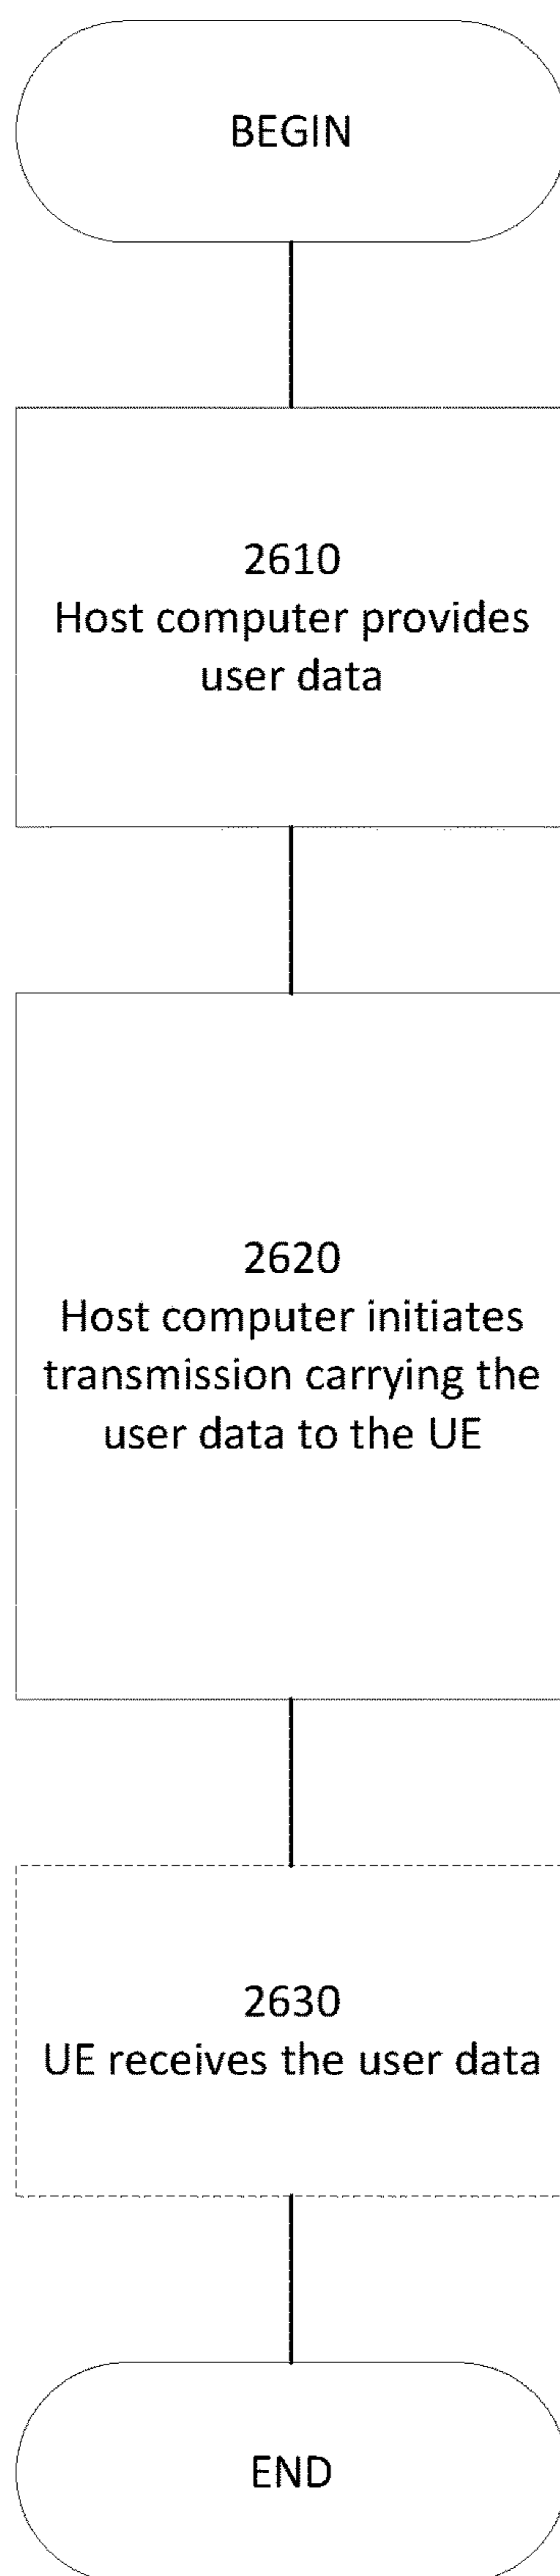 BEGIN
2610
Host computer provides
user data
2620
Host computer initiates
transmission carrying the
user data to the UE
2630
UE receives the user data
END